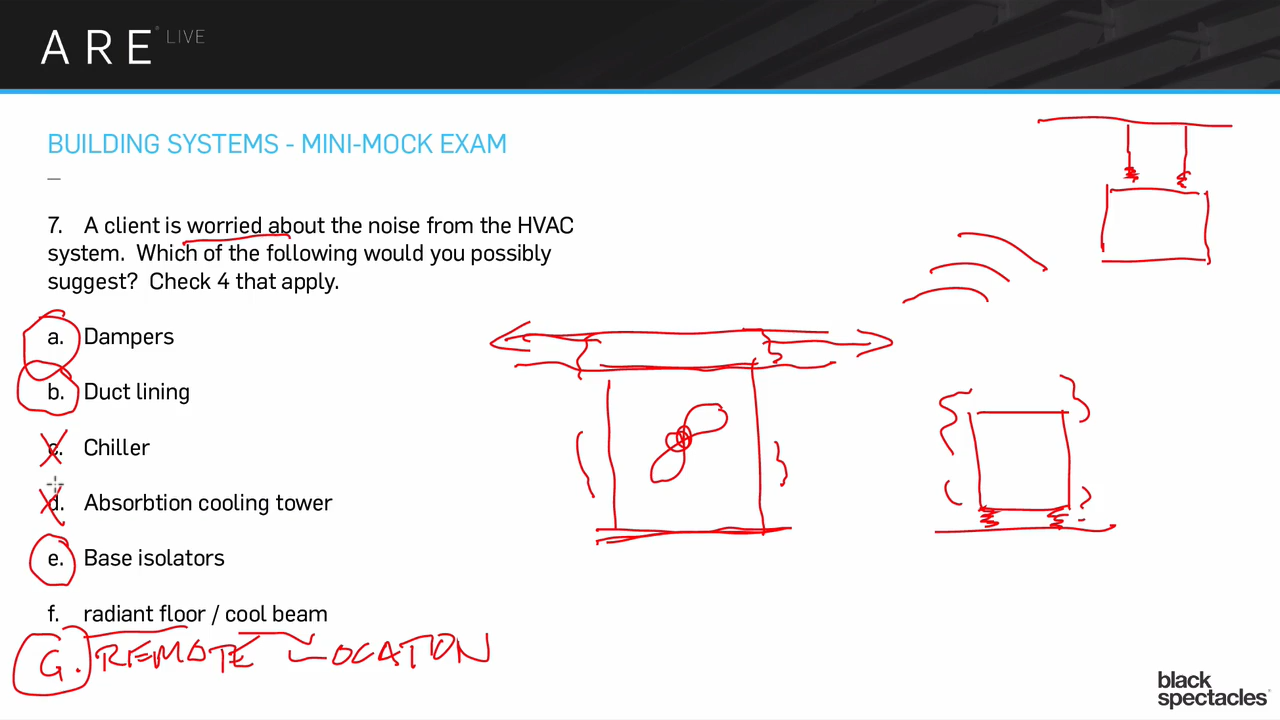 ARE® LIVE
BUILDING SYSTEMS - MINI-MOCK EXAM
7. A client is worried about the noise from the HVAC
system. Which of the following would you possibly
suggest? Check 4 that apply.
a. Dampers
b. Duct lining
c. Chiller
d. Absorbtion cooling tower
e. Base isolators
f. radiant floor / cool beam
G. REMOTE LOCATION
black
spectacles